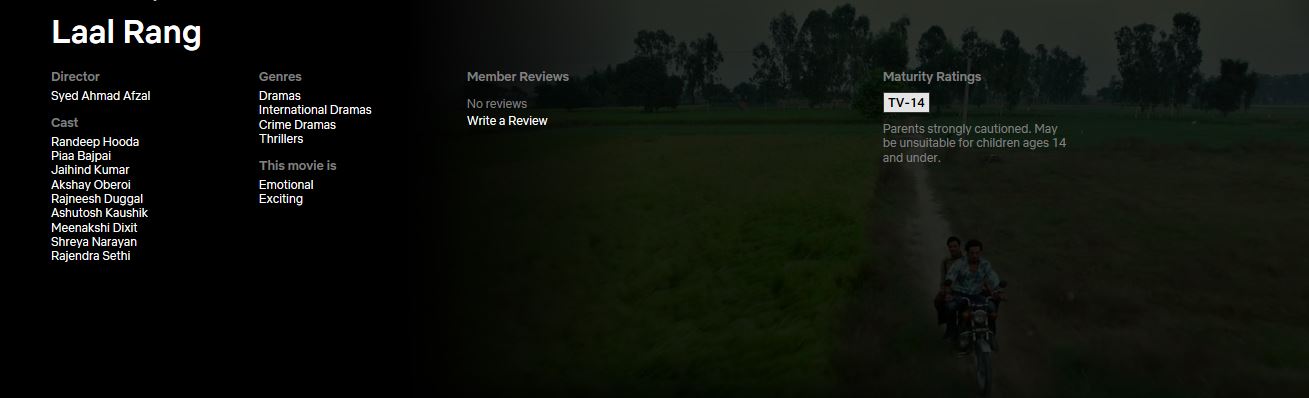 Laal Rang
Director
Syed Ahmad Afzal
Cast
Randeep Hooda
Piaa Bajpai
Jaihind Kumar
Akshay Oberoi
Rajneesh Duggal
Ashutosh Kaushik
Meenakshi Dixit
Shreya Narayan
Rajendra Sethi
Genres
Dramas
International Dramas
Crime Dramas
Thrillers
This movie is
Emotional
Exciting
Member Reviews
No reviews
Write a Review
Maturity Ratings
TV-14
Parents strongly cautioned. May
be unsuitable for children ages 14
and under.